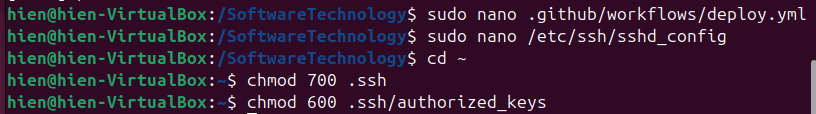 hien@hien-VirtualBox:/SoftwareTechnology$ sudo nano .github/workflows/deploy.yml
hien@hien-VirtualBox:/SoftwareTechnology$ sudo nano /etc/ssh/sshd_config
hien@hien-VirtualBox:/SoftwareTechnology$ cd ~
hien@hien-VirtualBox:~$ chmod 700 .ssh
hien@hien-VirtualBox:~$ chmod 600 .ssh/authorized_keys